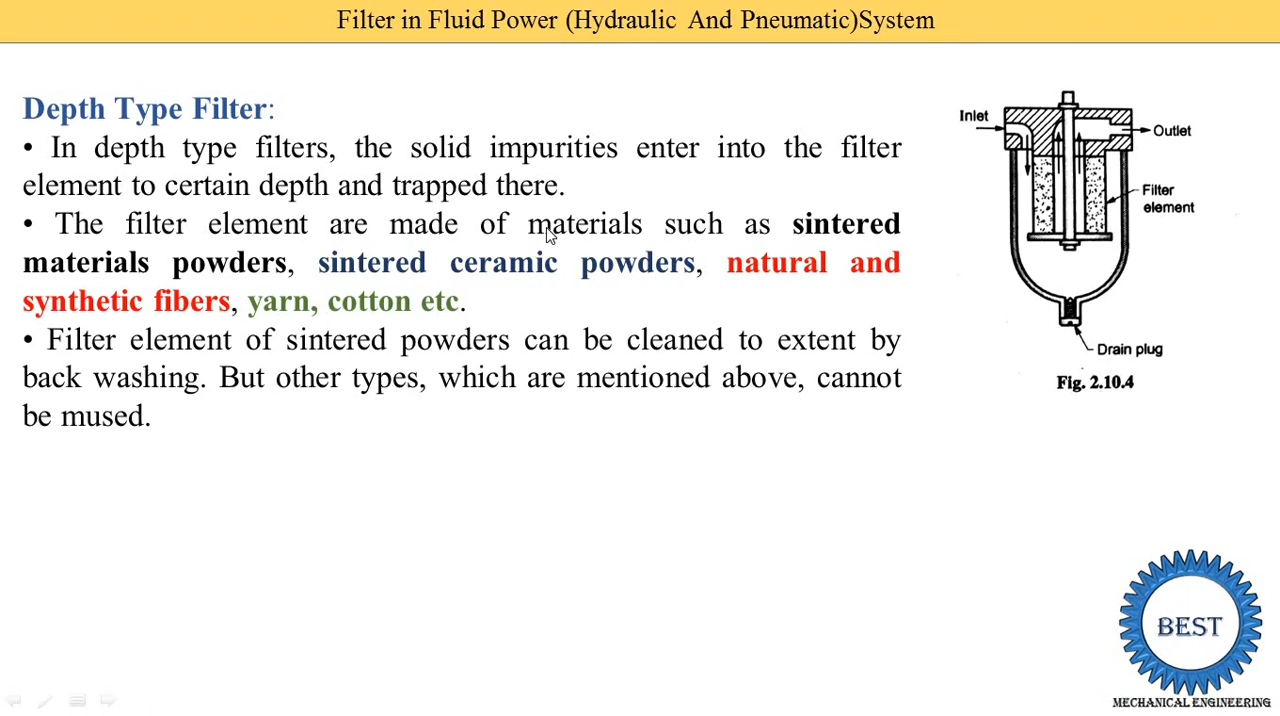 Filter in Fluid Power (Hydraulic And Pneumatic)System
Depth Type Filter:
• In depth type filters, the solid impurities enter into the filter
element to certain depth and trapped there.
• The filter element are made of materials such as sintered
materials powders, sintered ceramic powders, natural and
synthetic fibers, yarn, cotton etc.
• Filter element of sintered powders can be cleaned to extent by
back washing. But other types, which are mentioned above, cannot
be mused.
Inlet
Outlet
Filter
element
Drain plug
Fig. 2.10.4
BEST
MECHANICAL ENGINEERING